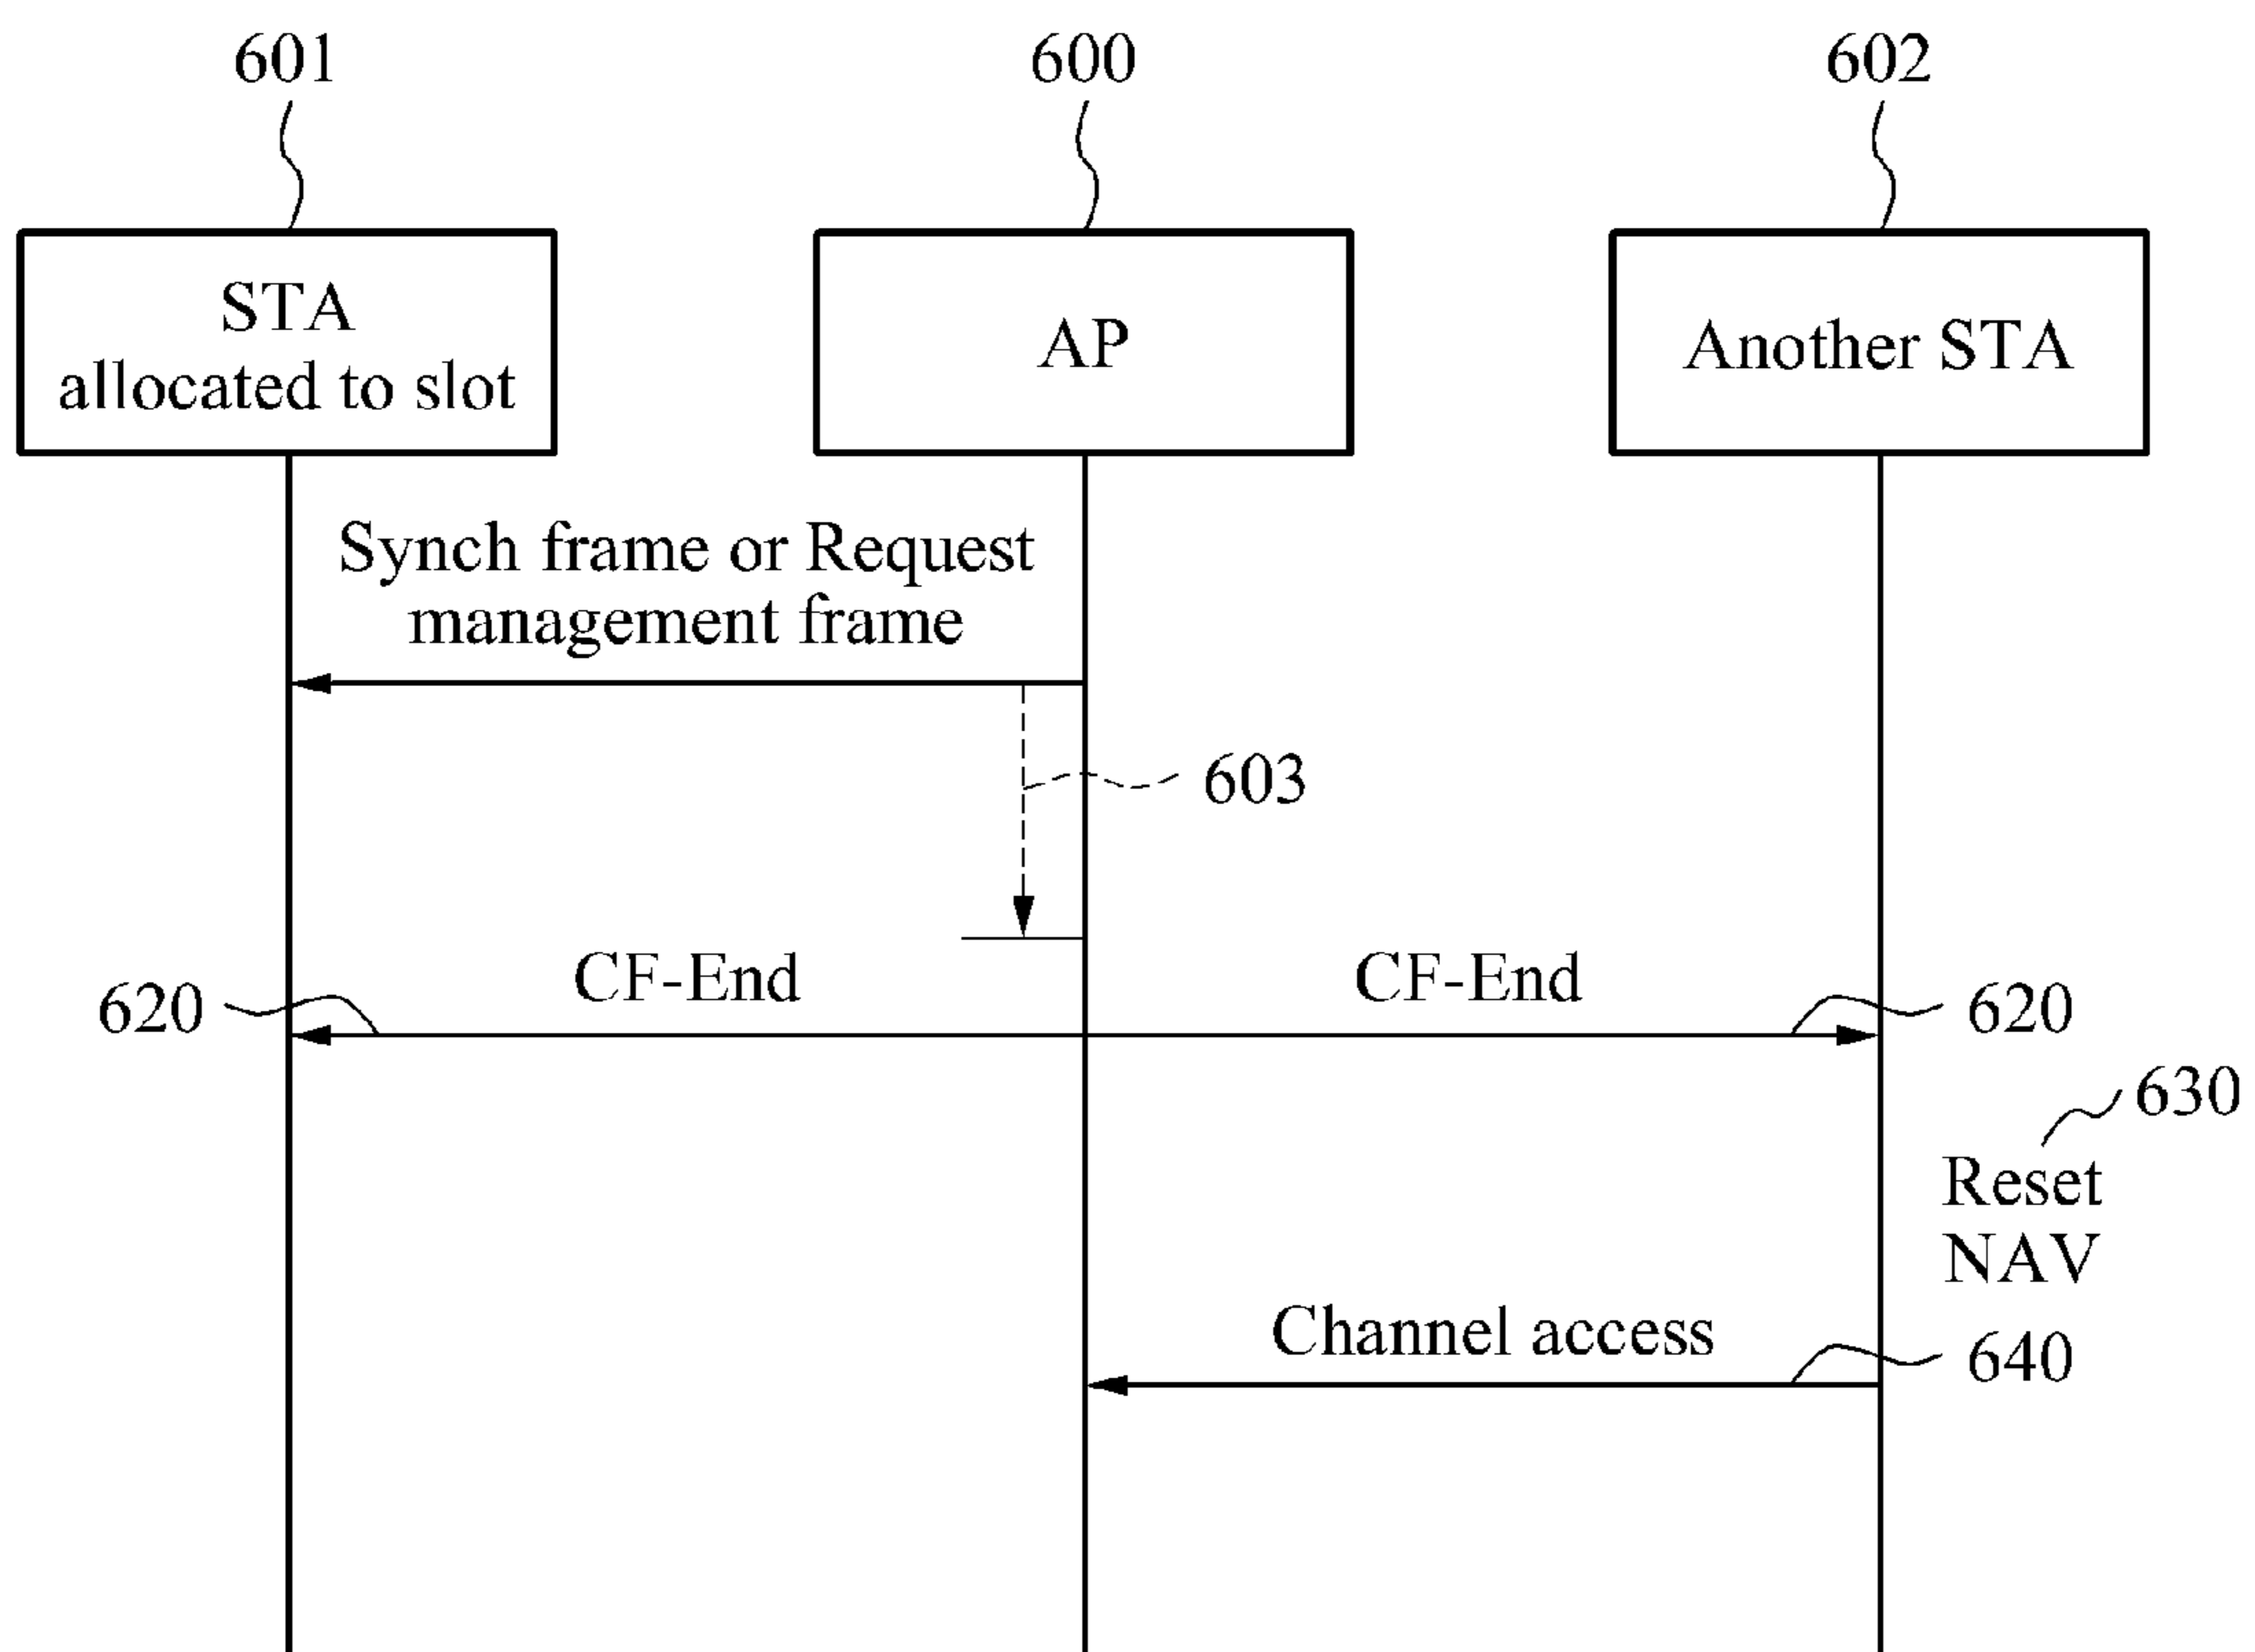 601
600
602
STA
allocated to slot
AP
Another STA
Synch frame or Request
management frame
603
CF-End
CF-End
620
620
630
Reset
NAV
Channel access
640